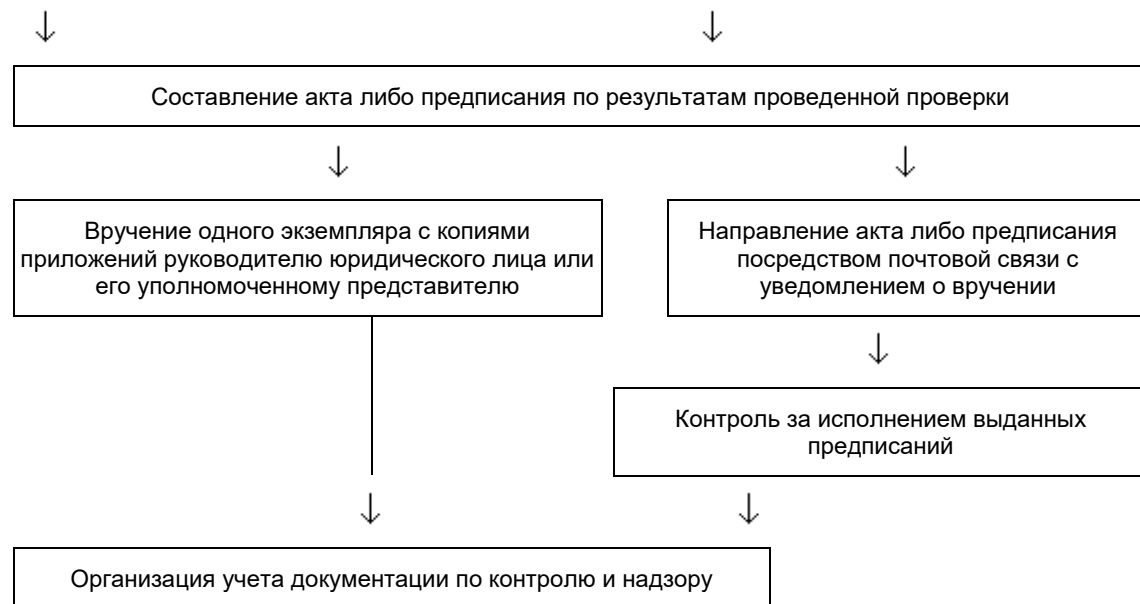 Составление акта либо предписания по результатам проведенной проверки
Вручение одного экземпляра с копиями
приложений руководителю юридического лица или
его уполномоченному представителю
Направление акта либо предписания
посредством почтовой связи с
уведомлением о вручении
Контроль за исполнением выданных
предписаний
Организация учета документации по контролю и надзору